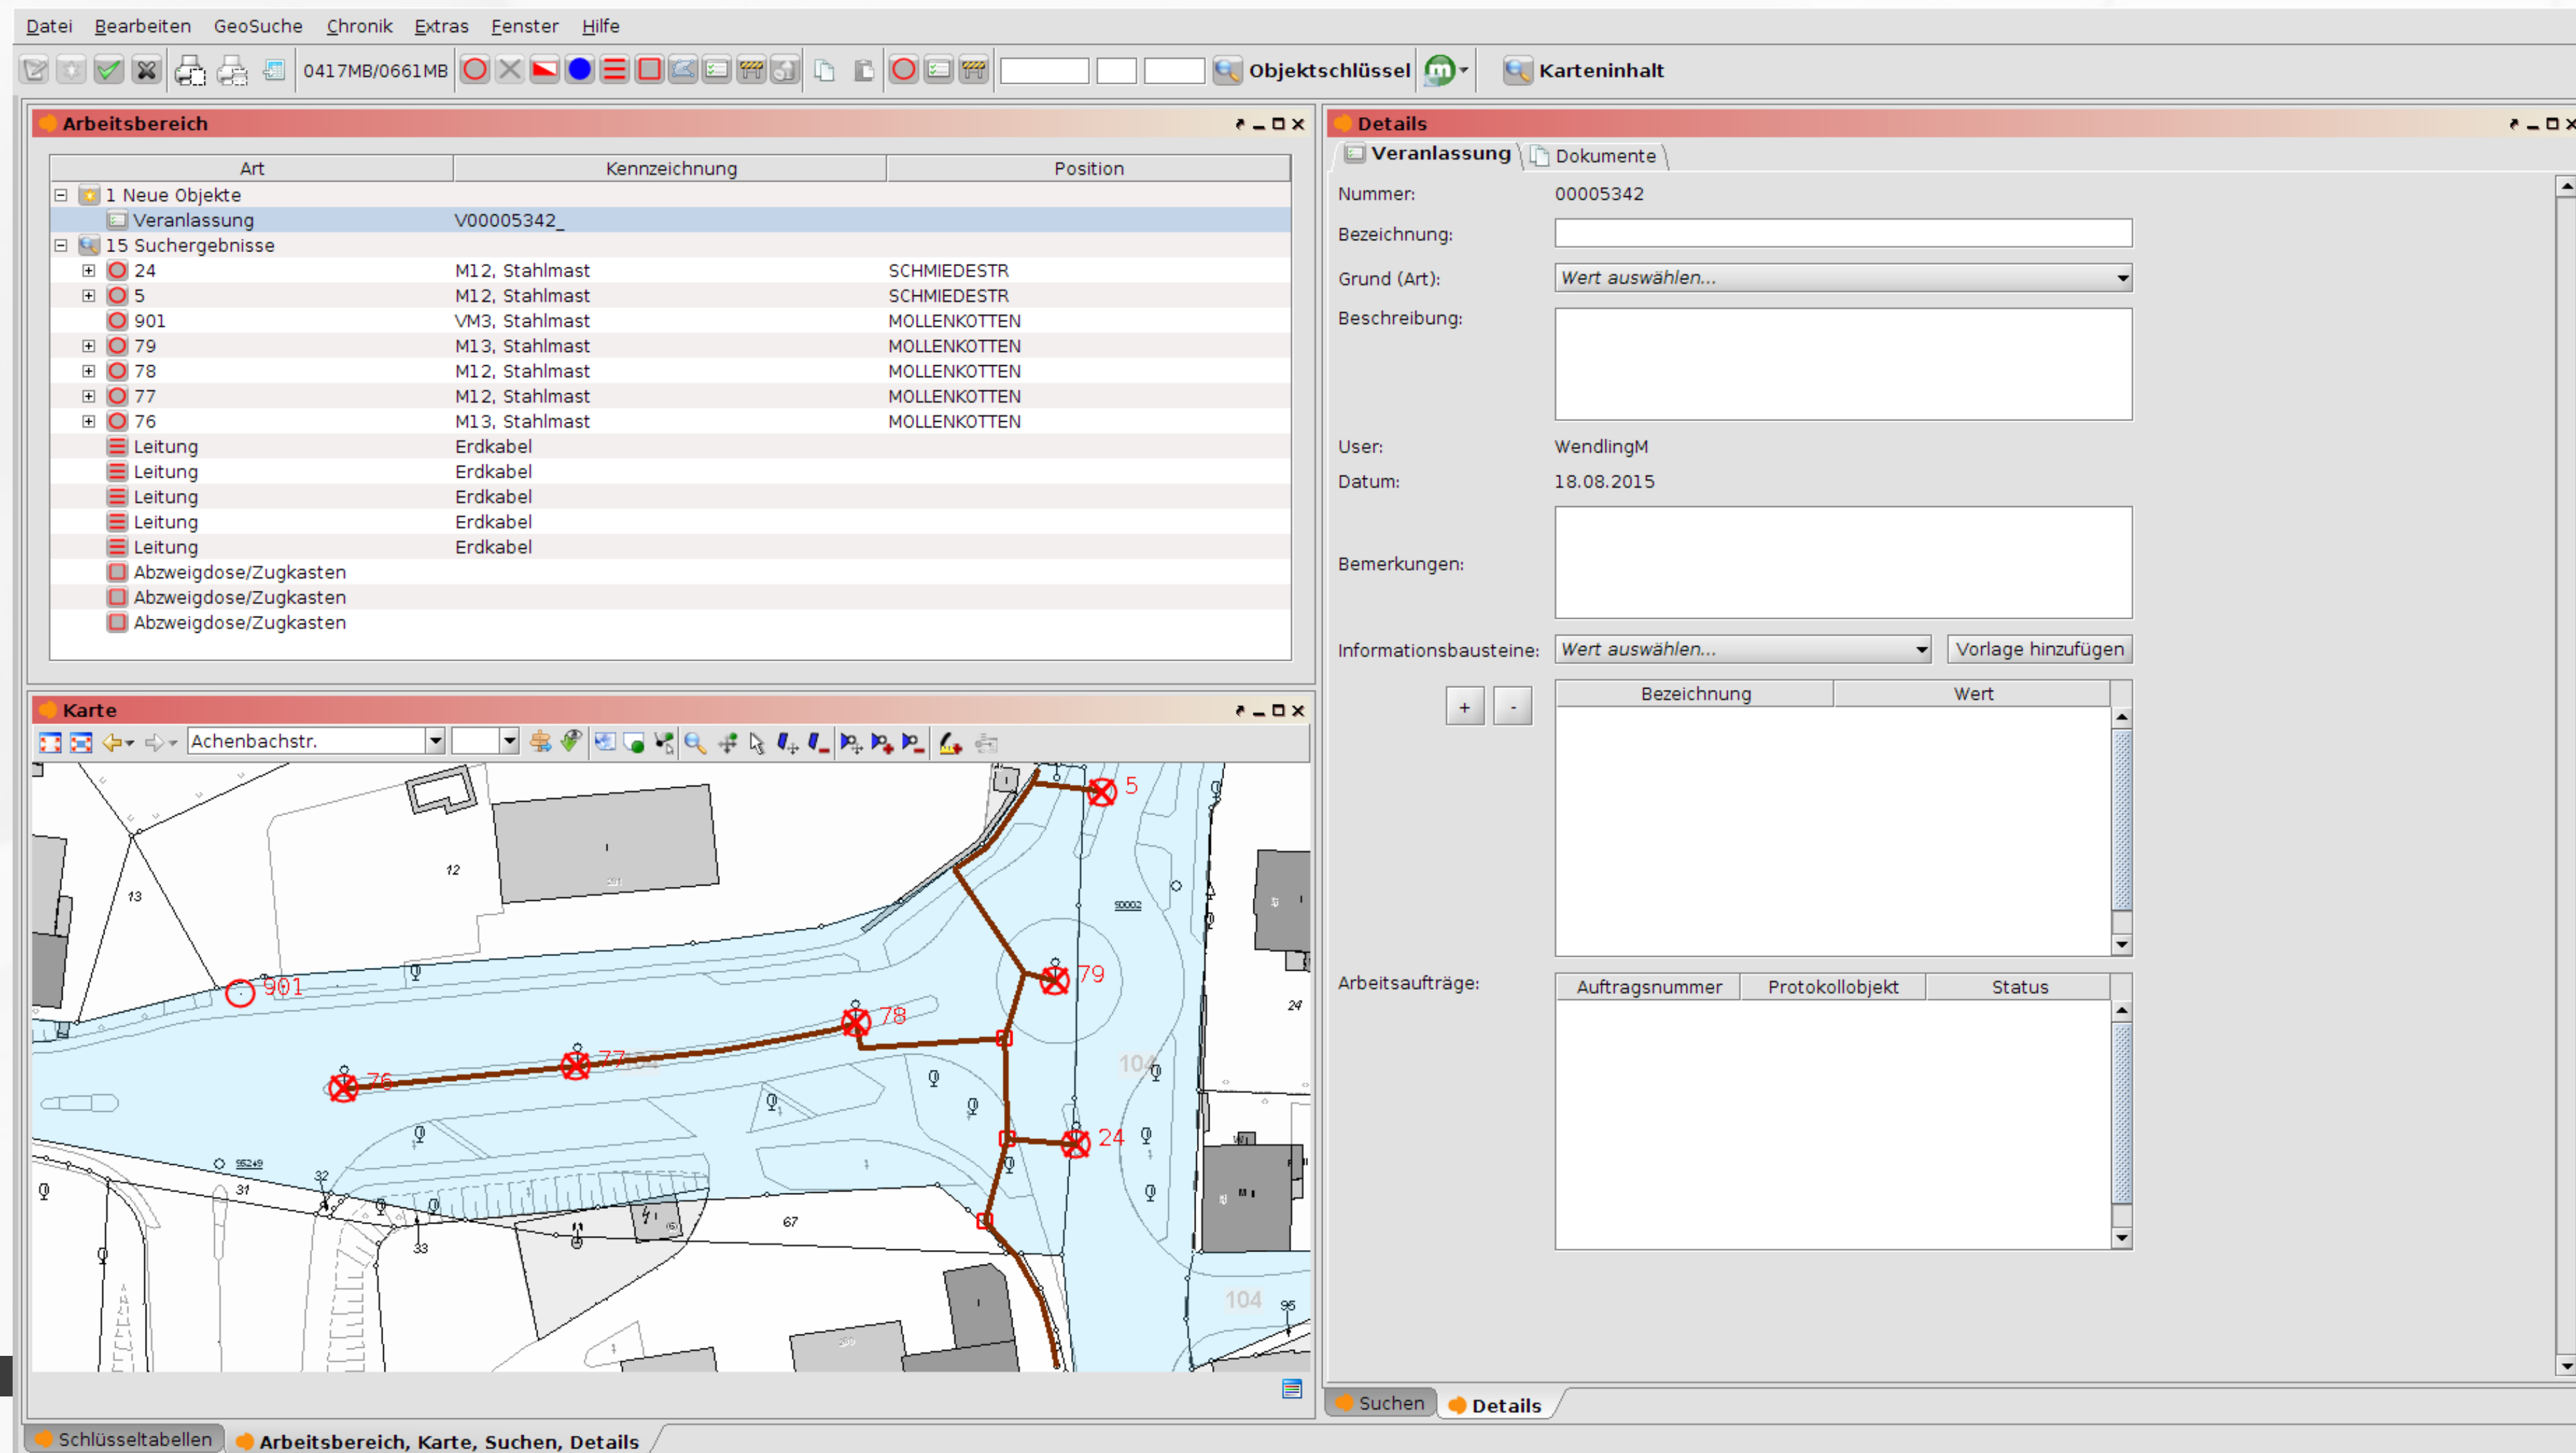 Datei Bearbeiten GeoSuche Chronik Extras Fenster Hilfe
0417MB/0661MB Objektschlüssel Karteninhalt
Arbeitsbereich
Art Kennzeichnung Position
1 Neue Objekte
Veranlassung V00005342_
15 Suchergebnisse
24 M12, Stahlmast SCHMIEDESTR
5 M12, Stahlmast SCHMIEDESTR
901 VM3, Stahlmast MOLLENKOTTEN
79 M13, Stahlmast MOLLENKOTTEN
78 M12, Stahlmast MOLLENKOTTEN
77 M12, Stahlmast MOLLENKOTTEN
76 M13, Stahlmast MOLLENKOTTEN
Leitung Erdkabel
Leitung Erdkabel
Leitung Erdkabel
Leitung Erdkabel
Leitung Erdkabel
Abzweigdose/Zugkasten
Abzweigdose/Zugkasten
Abzweigdose/Zugkasten
Karte
Achenbachstr.
5
12
13
90002
79
901
24
78
104
77
104
76
24
95249
32
31
67
33
104
95
Schlüsseltabellen
Arbeitsbereich, Karte, Suchen, Details
Details
Veranlassung Dokumente
Nummer: 00005342
Bezeichnung:
Grund (Art): Wert auswählen...
Beschreibung:
User: WendlingM
Datum: 18.08.2015
Bemerkungen:
Informationsbausteine: Wert auswählen... Vorlage hinzufügen
+ - Bezeichnung Wert
Arbeitsaufträge: Auftragsnummer Protokollobjekt Status
Suchen Details